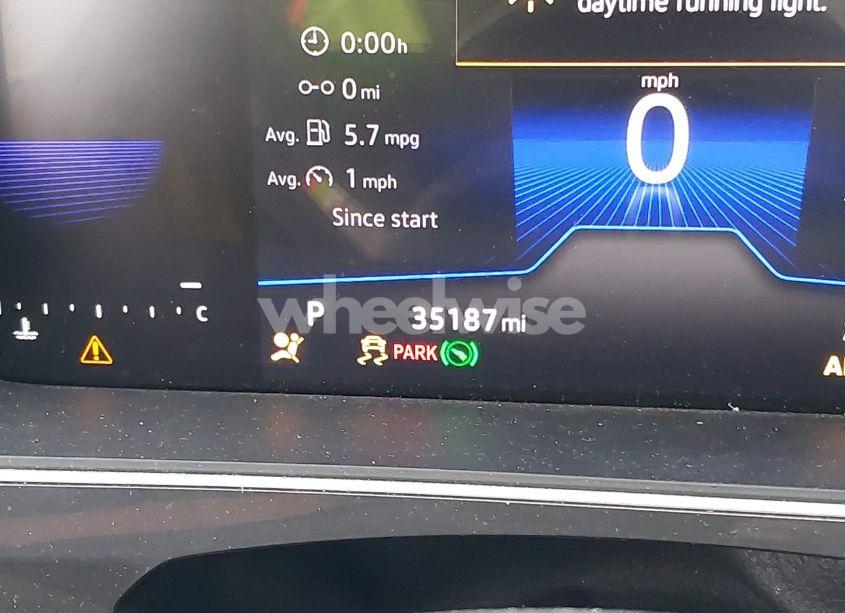 daytime running light.
0:00h
0 mi
Avg. 5.7 mpg
Avg. 1 mph
Since start
mph
0
C
P
35187 mi
PARK
wheelwise